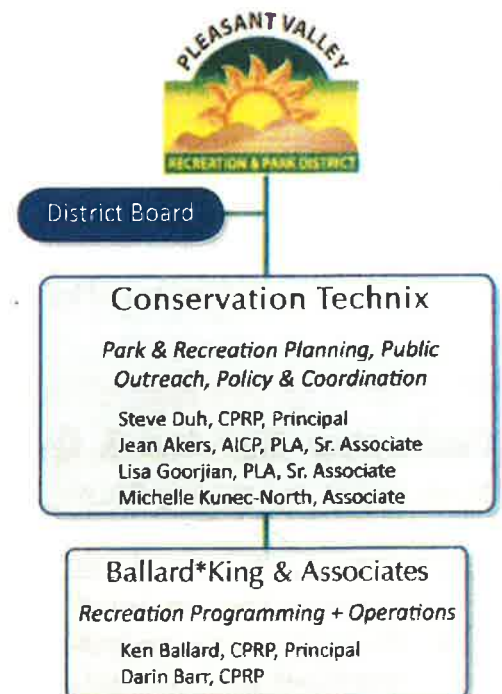 PLEASANT VALLEY
RECREATION & PARK DISTRICT
District Board
Conservation Technix
Park & Recreation Planning, Public
Outreach, Policy & Coordination
Steve Duh, CPRP, Principal
Jean Akers, AICP, PLA, Sr. Associate
Lisa Goorjian, PLA, Sr. Associate
Michelle Kunec-North, Associate
Ballard*King & Associates
Recreation Programming + Operations
Ken Ballard, CPRP, Principal
Darin Barr, CPRP